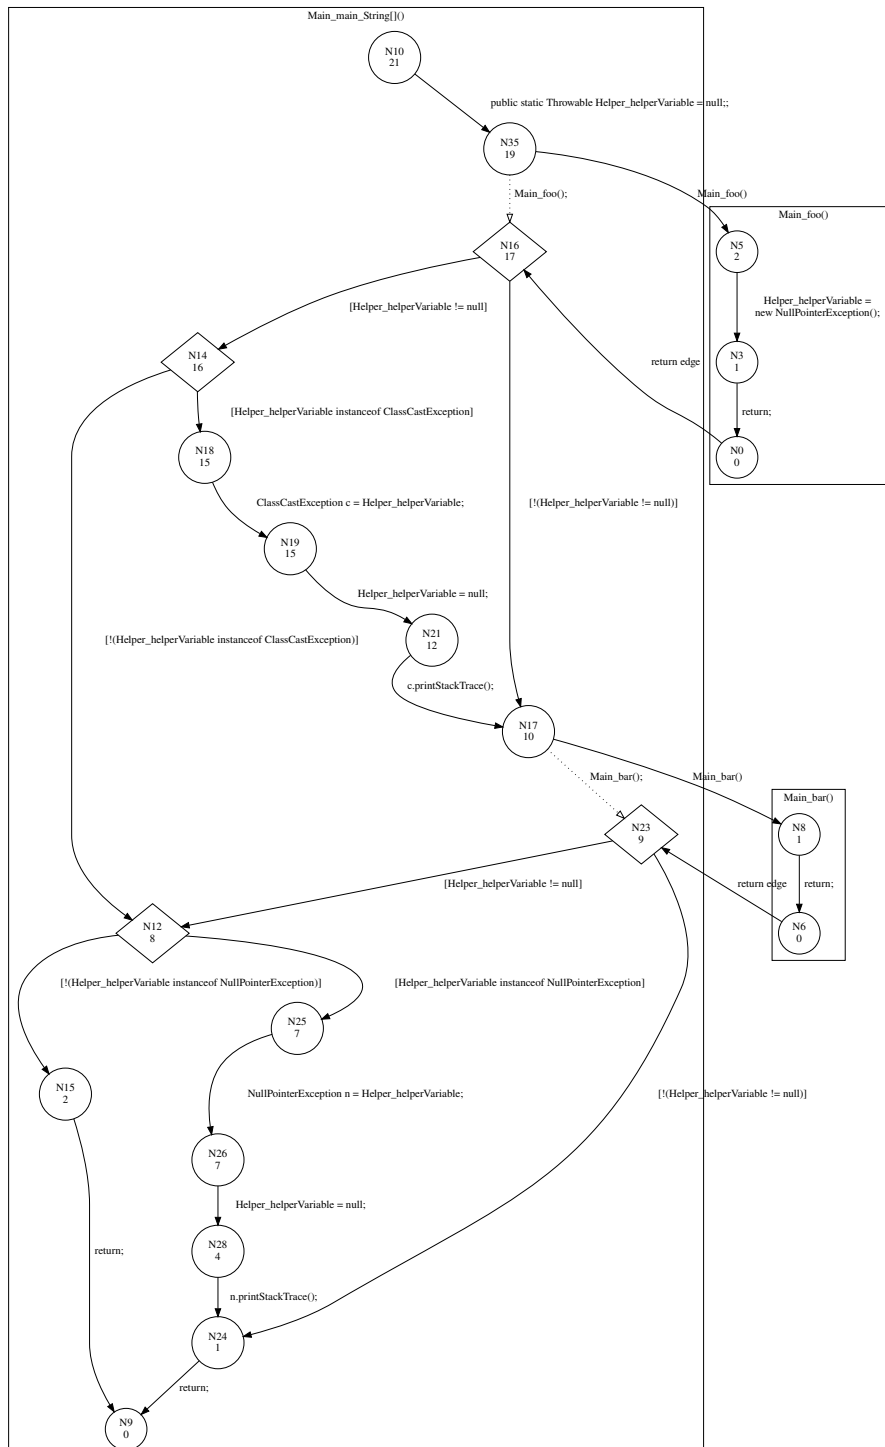 Main_main_String[]()
N10
21
public static Throwable Helper_helperVariable = null;;
N35
19
Main_foo();
Main_foo()
Main_foo()
N5
2
N16
17
Helper_helperVariable =
new NullPointerException();
[Helper_helperVariable != null]
N14
16
return edge
N3
1
return;
[Helper_helperVariable instanceof ClassCastException]
N18
15
N0
0
ClassCastException c = Helper_helperVariable;
[!(Helper_helperVariable != null)]
N19
15
Helper_helperVariable = null;
[!(Helper_helperVariable instanceof ClassCastException)]
N21
12
c.printStackTrace();
N17
10
Main_bar();
Main_bar()
Main_bar()
N23
9
N8
1
[Helper_helperVariable != null]
return edge
return;
N12
8
N6
0
[!(Helper_helperVariable instanceof NullPointerException)]
[Helper_helperVariable instanceof NullPointerException]
N25
7
N15
2
NullPointerException n = Helper_helperVariable;
[!(Helper_helperVariable != null)]
N26
7
Helper_helperVariable = null;
return;
N28
4
n.printStackTrace();
N24
1
return;
N9
0